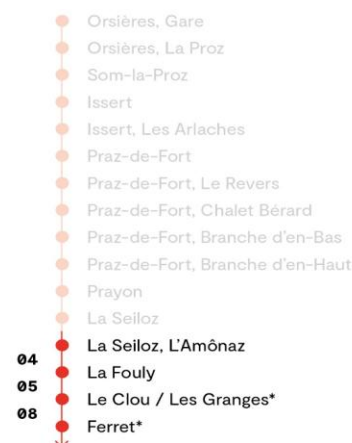 Orsières, Gare
Orsières, La Proz
Som-la-Proz
Issert
Issert, Les Arlaches
Praz-de-Fort
Praz-de-Fort, Le Revers
Praz-de-Fort, Chalet Bérard
Praz-de-Fort, Branche d'en-Bas
Praz-de-Fort, Branche d'en-Haut
Prayon
La Seiloz
La Seiloz, L'Amônaz
04
La Fouly
05
Le Clou / Les Granges*
08
Ferret*